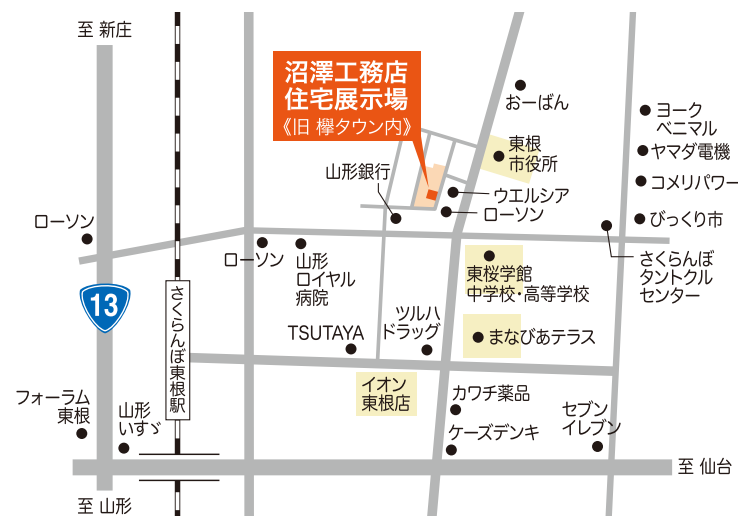 至 新庄
沼澤工務店
住宅展示場
《旧 欅タウン内》
おーばん
ヨーク
ベニマル
東根
市役所
ヤマダ電機
山形銀行
コメリパワー
ウエルシア
ローソン
びっくり市
ローソン
ローソン
山形
ロイヤル
病院
さくらんぼ
タントクル
センター
東桜学館
中学校・高等学校
13
さくらんぼ東根駅
TSUTAYA
ツルハ
ドラッグ
まなびあテラス
イオン
東根店
カワチ薬品
フォーラム
東根
山形
いすゞ
セブン
イレブン
ケーズデンキ
至 仙台
至 山形